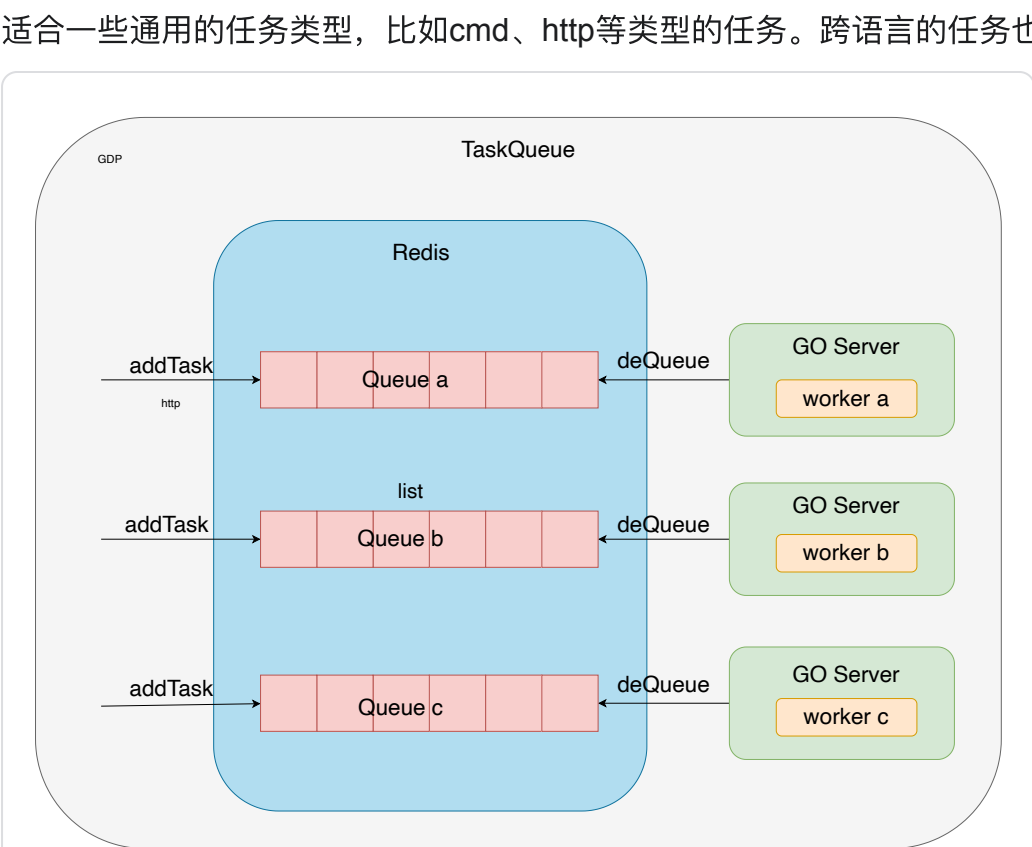 适合一些通用的任务类型，比如cmd、http等类型的任务。跨语言的任务也
TaskQueue
GDP
Redis
addTask
Queue a
deQueue
GO Server
worker a
http
list
addTask
Queue b
deQueue
GO Server
worker b
addTask
Queue c
deQueue
GO Server
worker c